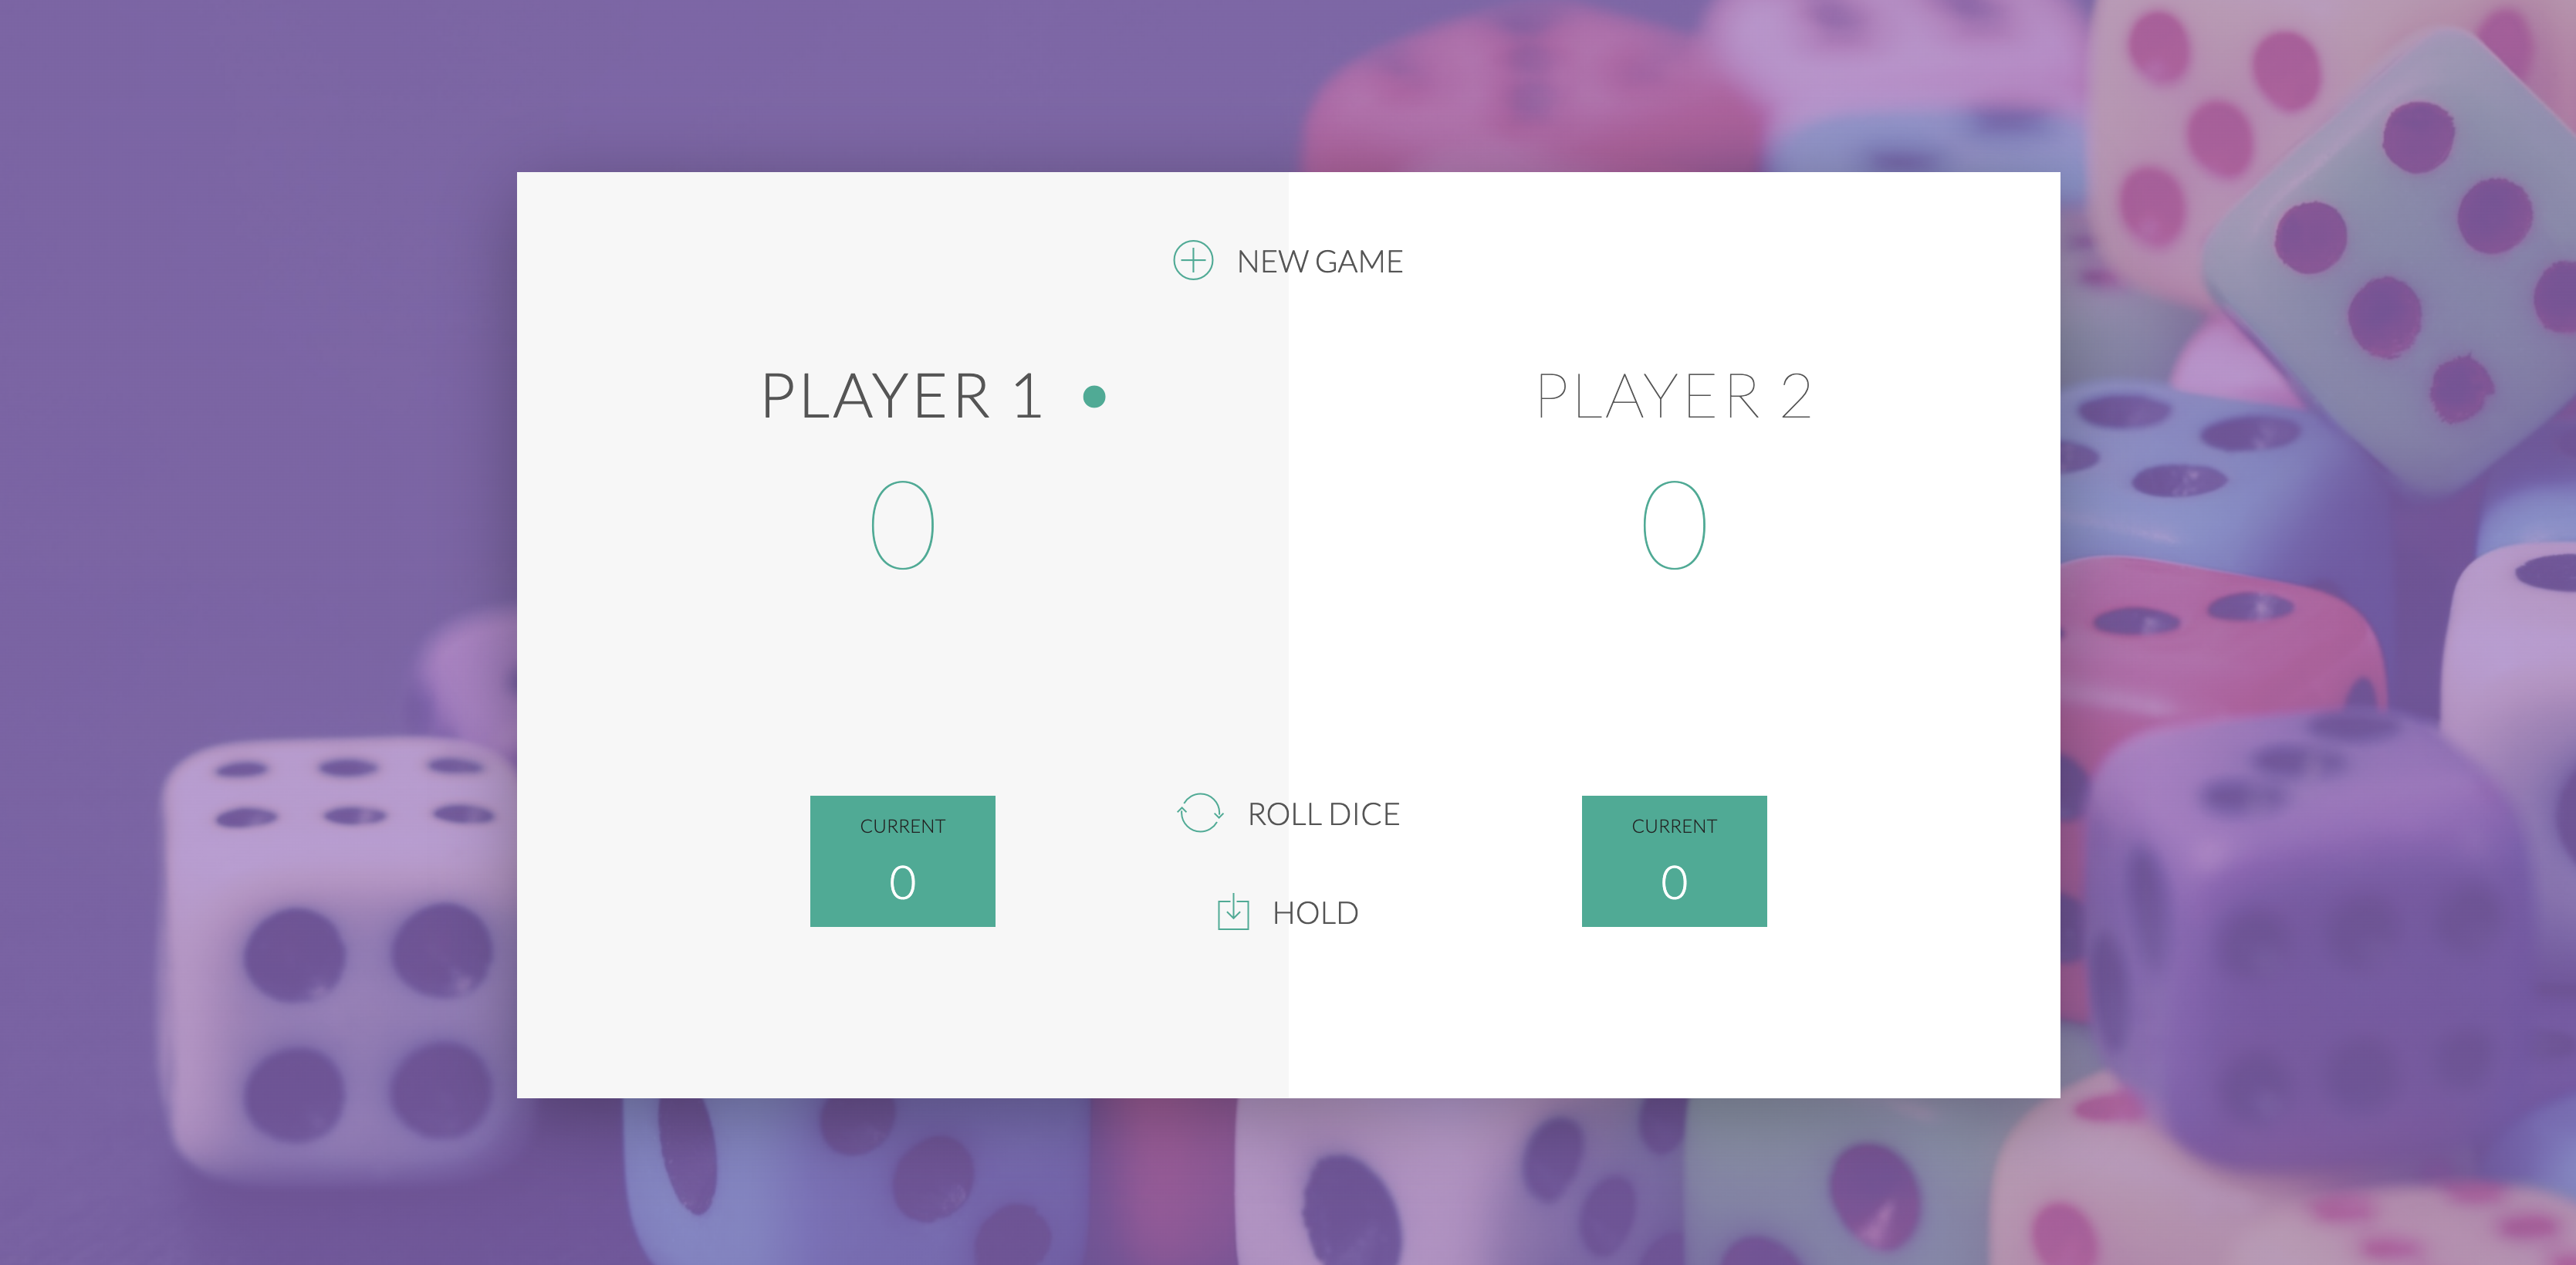 NEW GAME
PLAYER 1
0
CURRENT
0
PLAYER 2
0
CURRENT
0
ROLL DICE
HOLD